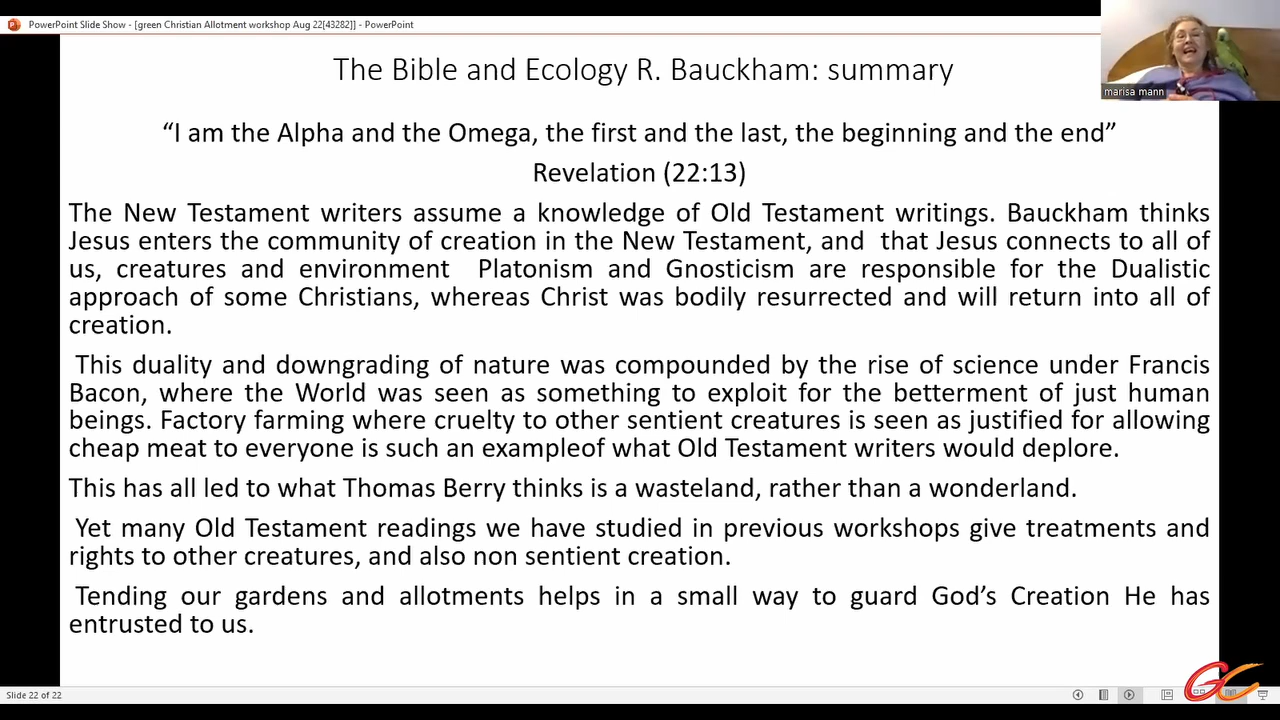 PowerPoint Slide Show - [green Christian Allotment workshop Aug 22[43282]] - PowerPoint
marisa mann
The Bible and Ecology R. Bauckham: summary
“I am the Alpha and the Omega, the first and the last, the beginning and the end”
Revelation (22:13)
The New Testament writers assume a knowledge of Old Testament writings. Bauckham thinks
Jesus enters the community of creation in the New Testament, and that Jesus connects to all of
us, creatures and environment Platonism and Gnosticism are responsible for the Dualistic
approach of some Christians, whereas Christ was bodily resurrected and will return into all of
creation.
This duality and downgrading of nature was compounded by the rise of science under Francis
Bacon, where the World was seen as something to exploit for the betterment of just human
beings. Factory farming where cruelty to other sentient creatures is seen as justified for allowing
cheap meat to everyone is such an exampleof what Old Testament writers would deplore.
This has all led to what Thomas Berry thinks is a wasteland, rather than a wonderland.
Yet many Old Testament readings we have studied in previous workshops give treatments and
rights to other creatures, and also non sentient creation.
Tending our gardens and allotments helps in a small way to guard God’s Creation He has
entrusted to us.
Slide 22 of 22
GC